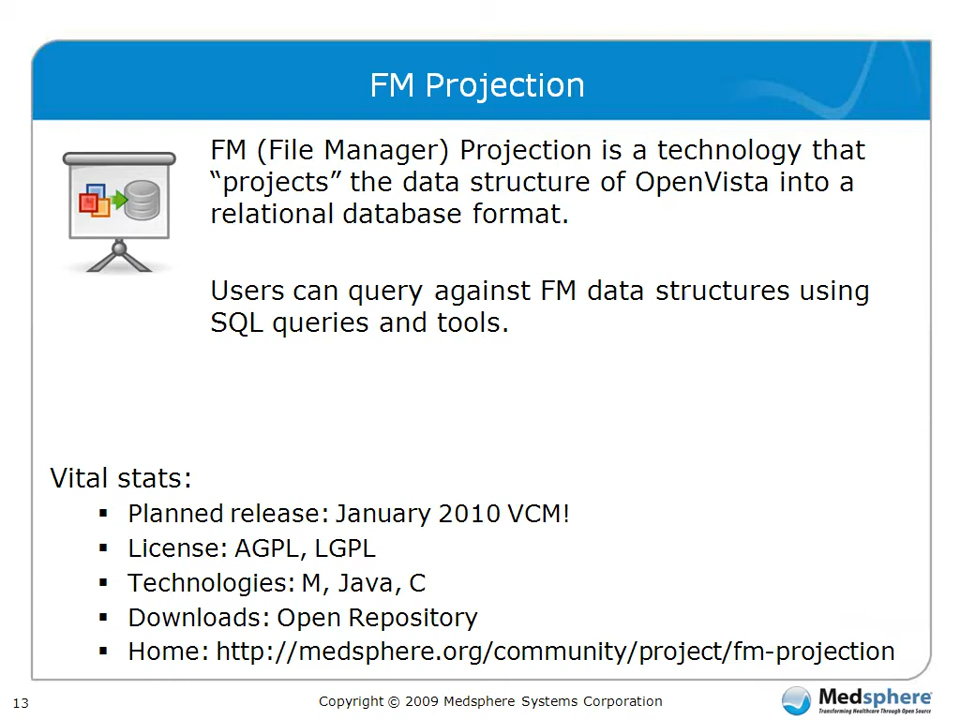 FM Projection
FM (File Manager) Projection is a technology that
“projects” the data structure of OpenVista into a
relational database format.
Users can query against FM data structures using
SQL queries and tools.
Vital stats:
▪ Planned release: January 2010 VCM!
▪ License: AGPL, LGPL
▪ Technologies: M, Java, C
▪ Downloads: Open Repository
▪ Home: http://medsphere.org/community/project/fm-projection
13
Copyright © 2009 Medsphere Systems Corporation
Medsphere
Transforming Healthcare Through Open Source